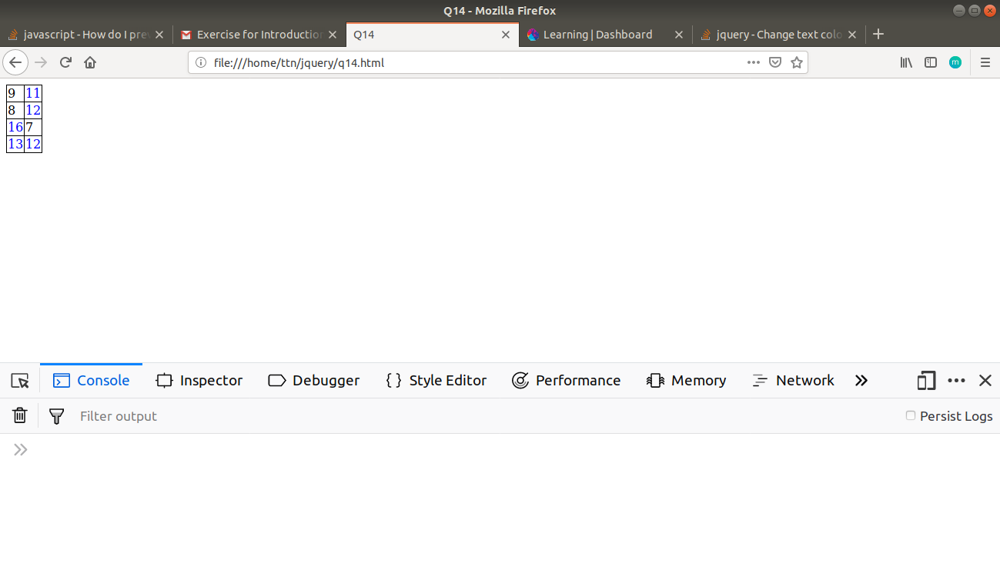 Q14 - Mozilla Firefox
javascript - How do I prev
Exercise for Introduction
Q14
Learning | Dashboard
jquery - Change text colo
file:///home/ttn/jquery/q14.html
m
9 11
8 12
16 7
13 12
Console Inspector Debugger Style Editor Performance Memory Network
Filter output
Persist Logs